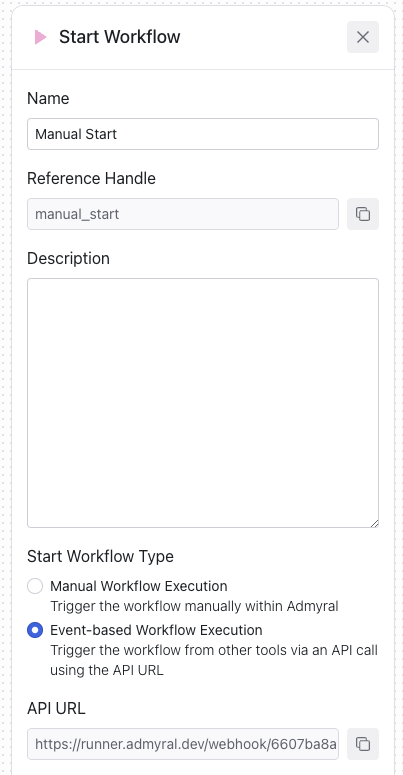 Start Workflow
Name
Manual Start
Reference Handle
manual_start
Description
Start Workflow Type
Manual Workflow Execution
Trigger the workflow manually within Admyral
Event-based Workflow Execution
Trigger the workflow from other tools via an API call
using the API URL
API URL
https://runner.admyral.dev/webhook/6607ba8a